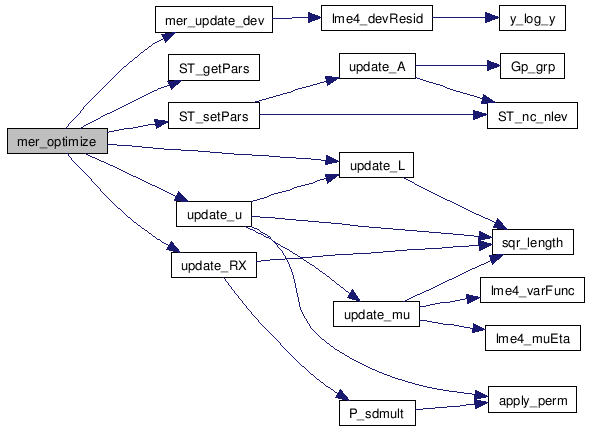 mer_update_dev
lme4_devResid
y_log_y
ST_getPars
update_A
Gp_grp
ST_setPars
ST_nc_nlev
mer_optimize
update_L
update_u
sqr_length
update_RX
lme4_varFunc
update_mu
lme4_muEta
apply_perm
P_sdmult